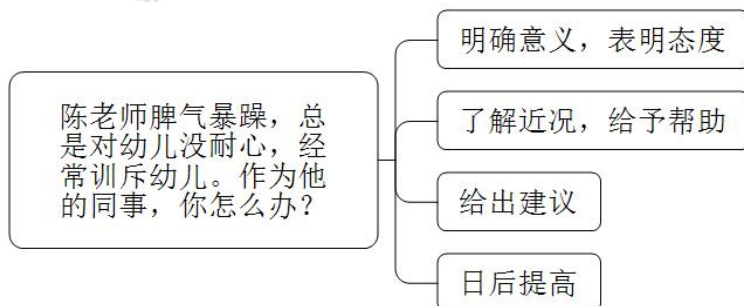 陈老师脾气暴躁，总
是对幼儿没耐心，经
常训斥幼儿。作为他
的同事，你怎么办？
明确意义，表明态度
了解近况，给予帮助
给出建议
日后提高